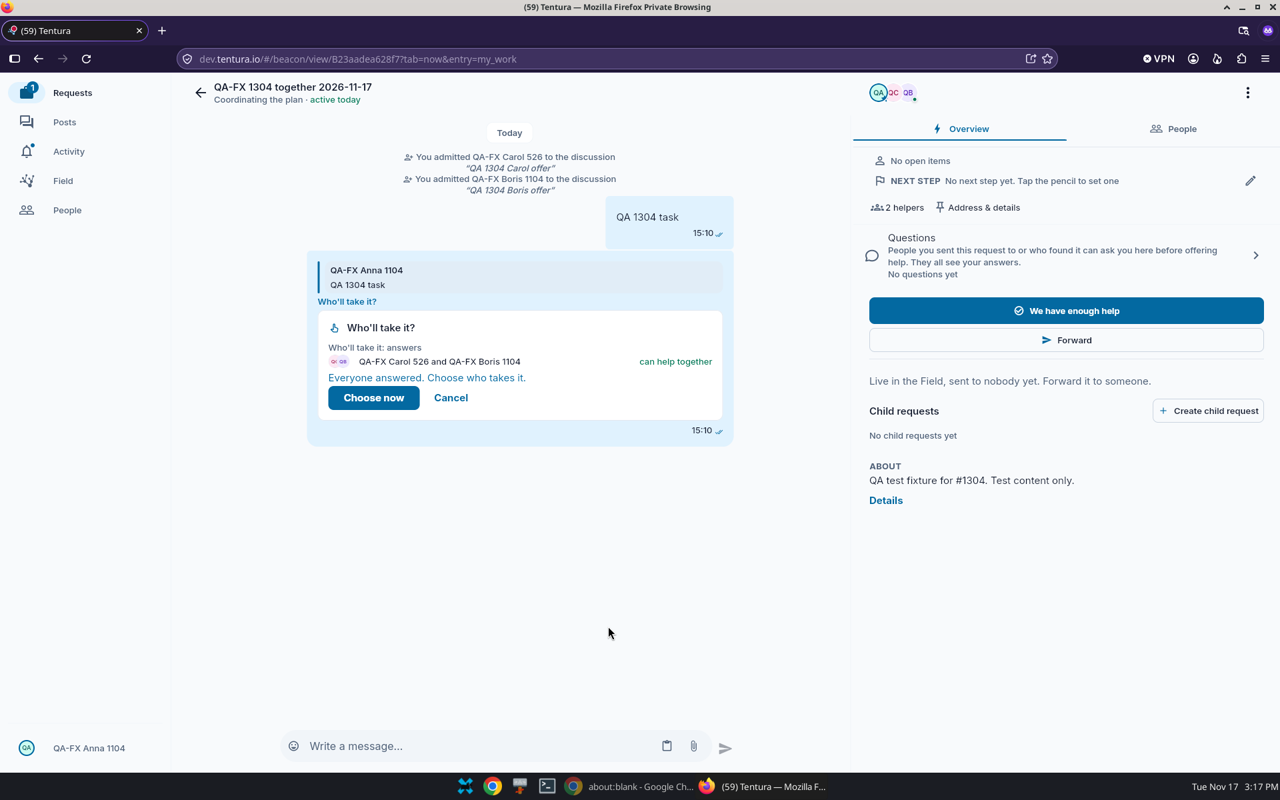 (59) Tentura — Mozilla Firefox Private Browsing
(59) Tentura
dev.tentura.io/#/beacon/view/B23aadea628f7?tab=now&entry=my_work
VPN
1
Requests
Posts
Activity
Field
People
QA
QA-FX Anna 1104
QA-FX 1304 together 2026-11-17
Coordinating the plan · active today
Today
You admitted QA-FX Carol 526 to the discussion
“QA 1304 Carol offer”
You admitted QA-FX Boris 1104 to the discussion
“QA 1304 Boris offer”
QA 1304 task
15:10
QA-FX Anna 1104
QA 1304 task
Who'll take it?
Who'll take it?
Who'll take it: answers
QB
QA-FX Carol 526 and QA-FX Boris 1104
can help together
Everyone answered. Choose who takes it.
Choose now
Cancel
15:10
Write a message...
QA QC QB
Overview
People
No open items
NEXT STEP No next step yet. Tap the pencil to set one
2 helpers
Address & details
Questions
People you sent this request to or who found it can ask you here before offering
help. They all see your answers.
No questions yet
We have enough help
Forward
Live in the Field, sent to nobody yet. Forward it to someone.
Child requests
Create child request
No child requests yet
ABOUT
QA test fixture for #1304. Test content only.
Details
about:blank - Google Ch...
(59) Tentura — Mozilla F...
Tue Nov 17
3:17 PM